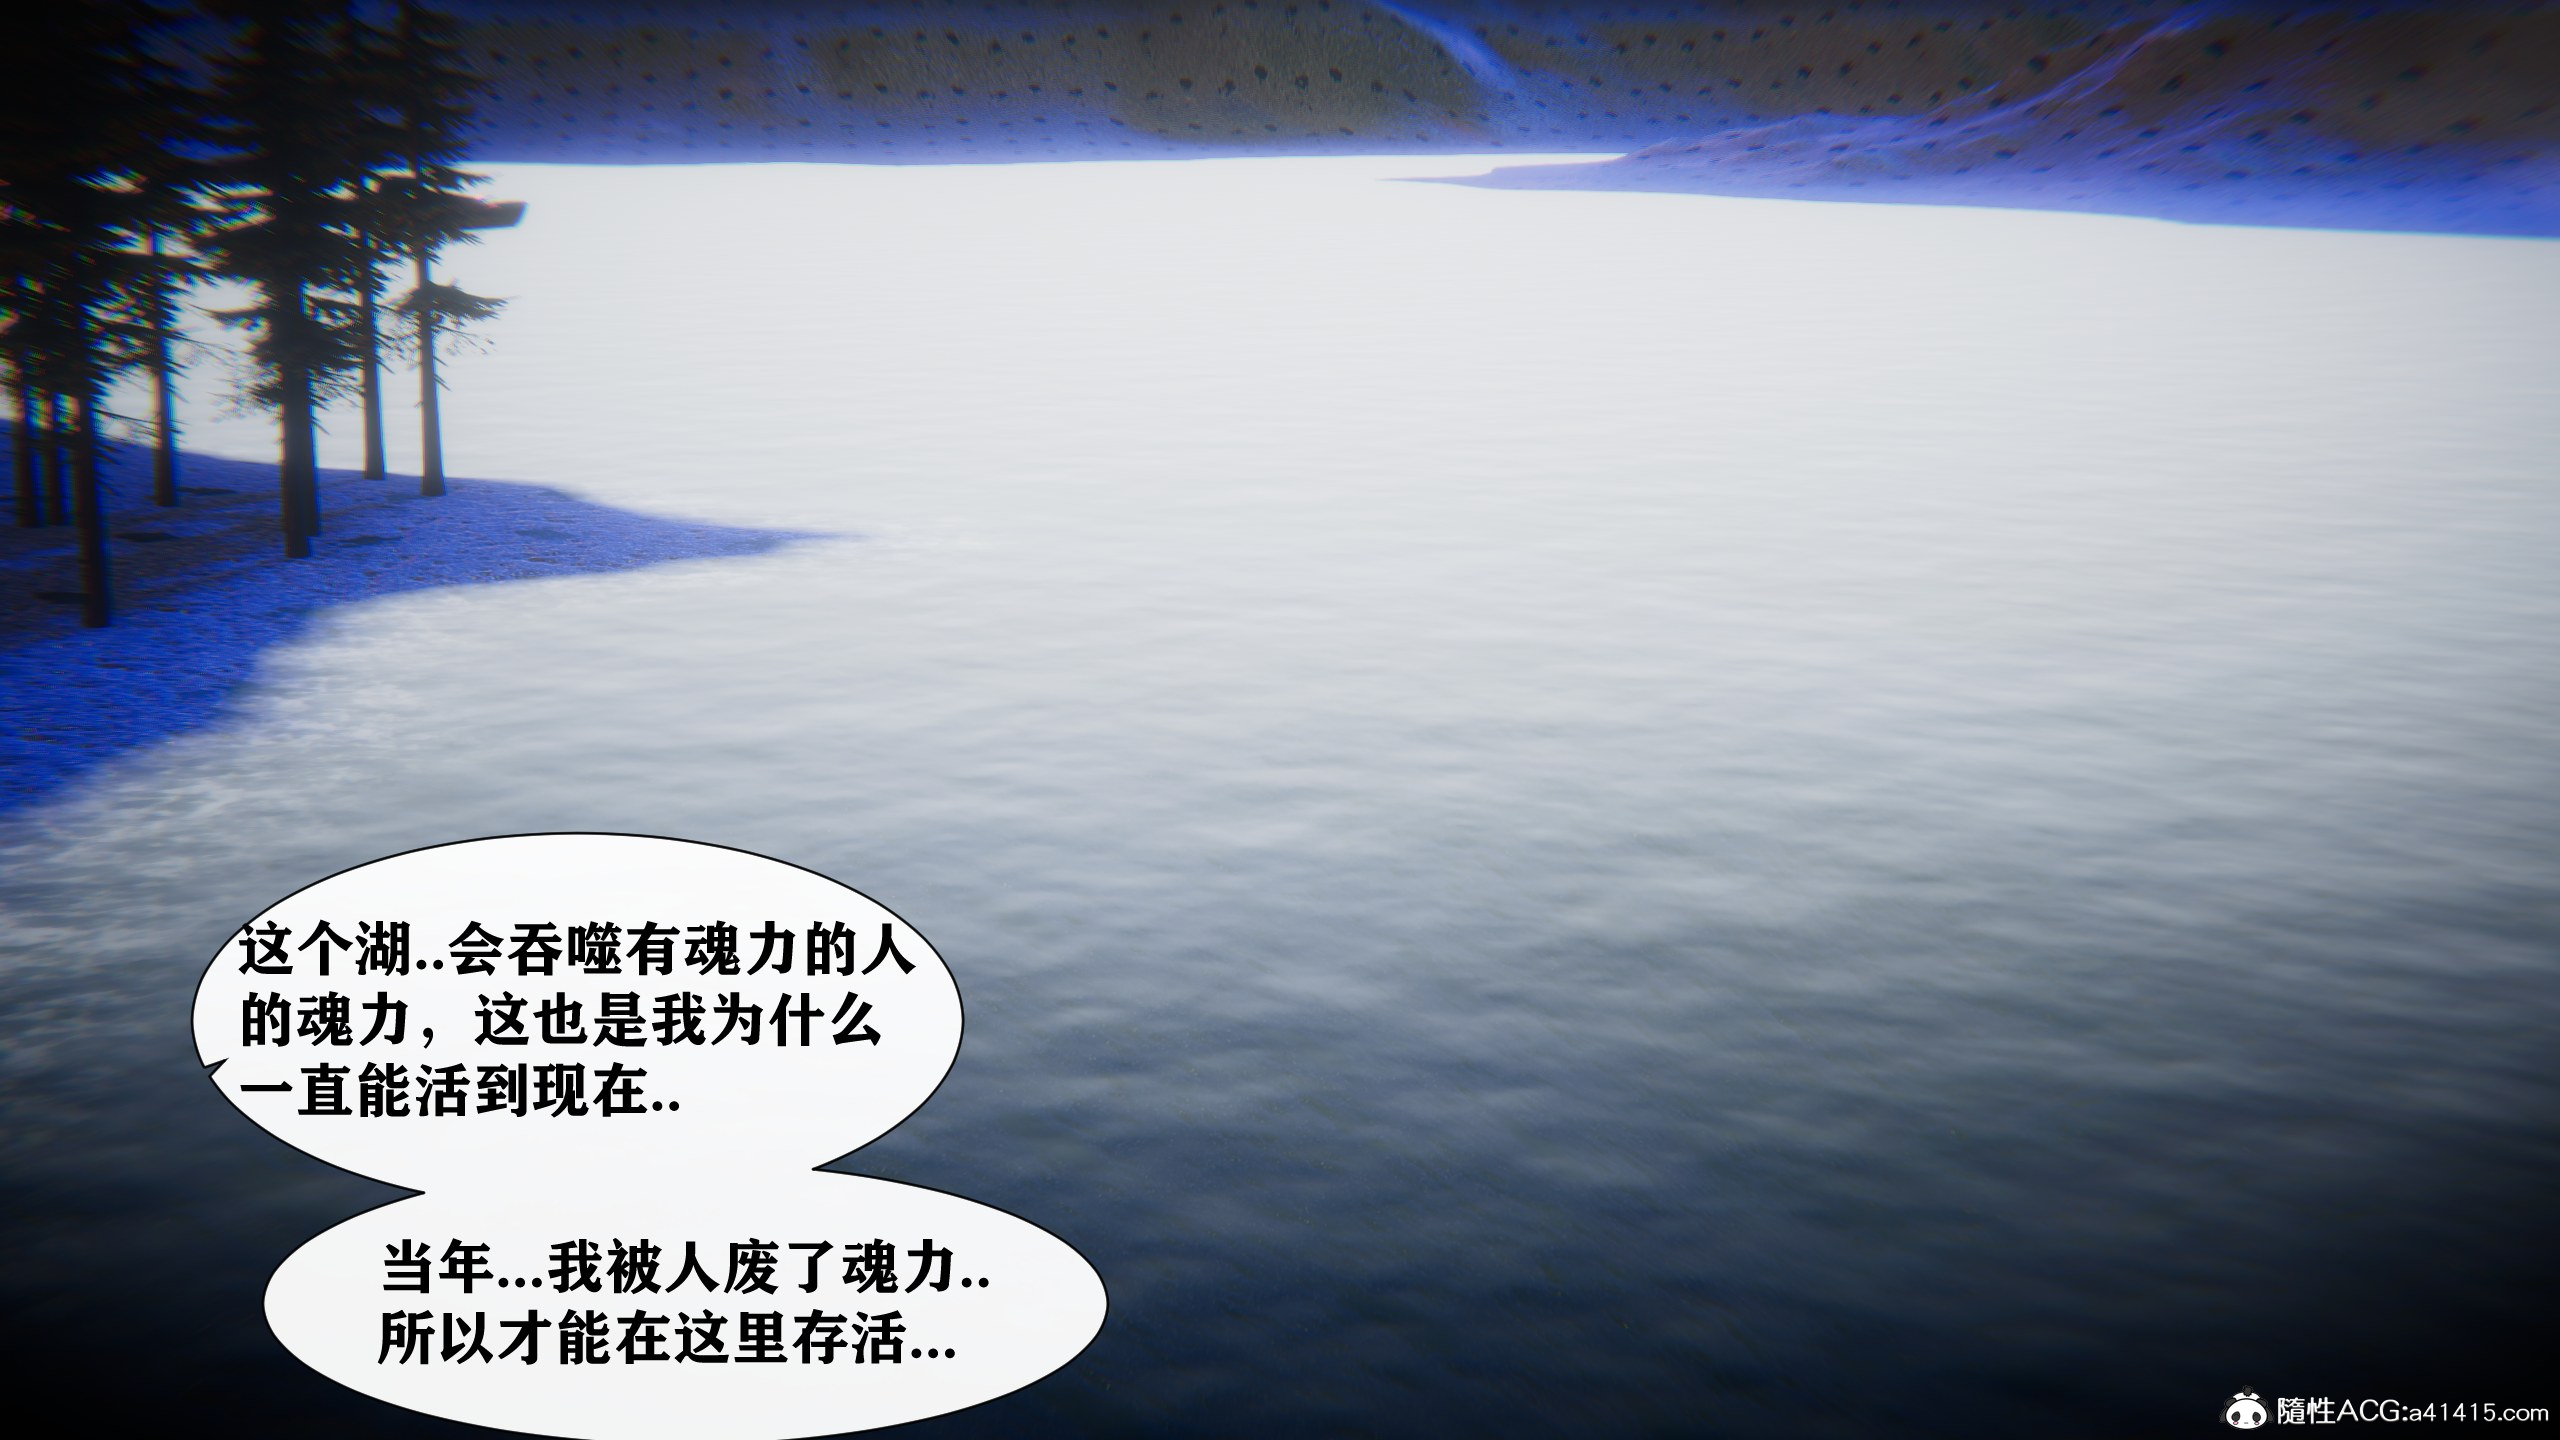 这个湖..会吞噬有魂力的人
的魂力，这也是我为什么
一直能活到现在..
当年...我被人废了魂力..
所以才能在这里存活...
隨性ACG:a41415.com